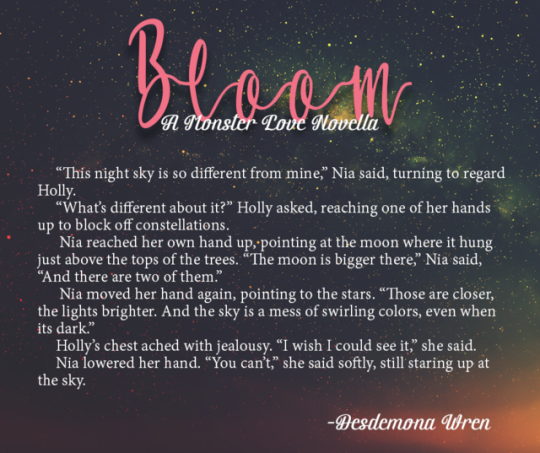 Bloom
A Monster Love Novella
“This night sky is so different from mine,” Nia said, turning to regard
Holly.
“What’s different about it?” Holly asked, reaching one of her hands
up to block off constellations.
Nia reached her own hand up, pointing at the moon where it hung
just above the tops of the trees. “The moon is bigger there,” Nia said,
“And there are two of them.”
Nia moved her hand again, pointing to the stars. “Those are closer,
the lights brighter. And the sky is a mess of swirling colors, even when
its dark.”
Holly’s chest ached with jealousy. “I wish I could see it,” she said.
Nia lowered her hand. “You can’t,” she said softly, still staring up at
the sky.
-Desdemona Wren